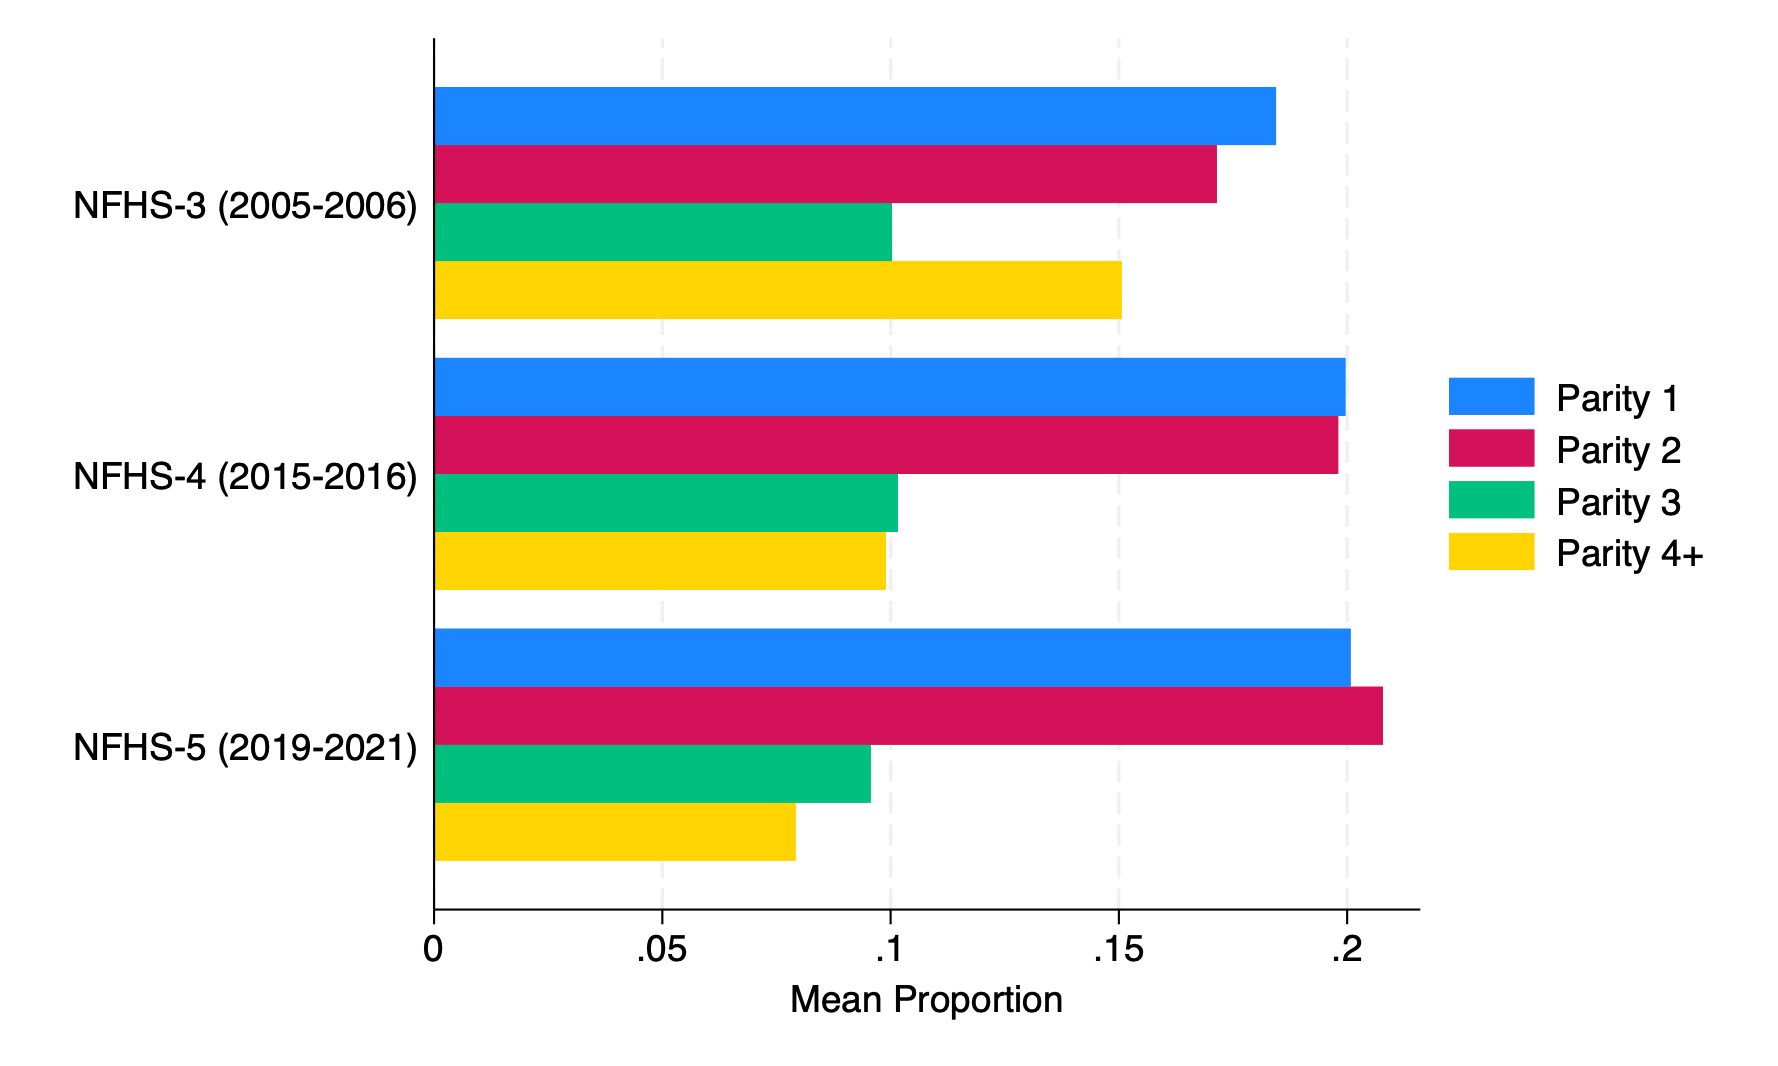 NFHS-3 (2005-2006)
NFHS-4 (2015-2016)
NFHS-5 (2019-2021)
Parity 1
Parity 2
Parity 3
Parity 4+
0 .05 .1 .15 .2
Mean Proportion